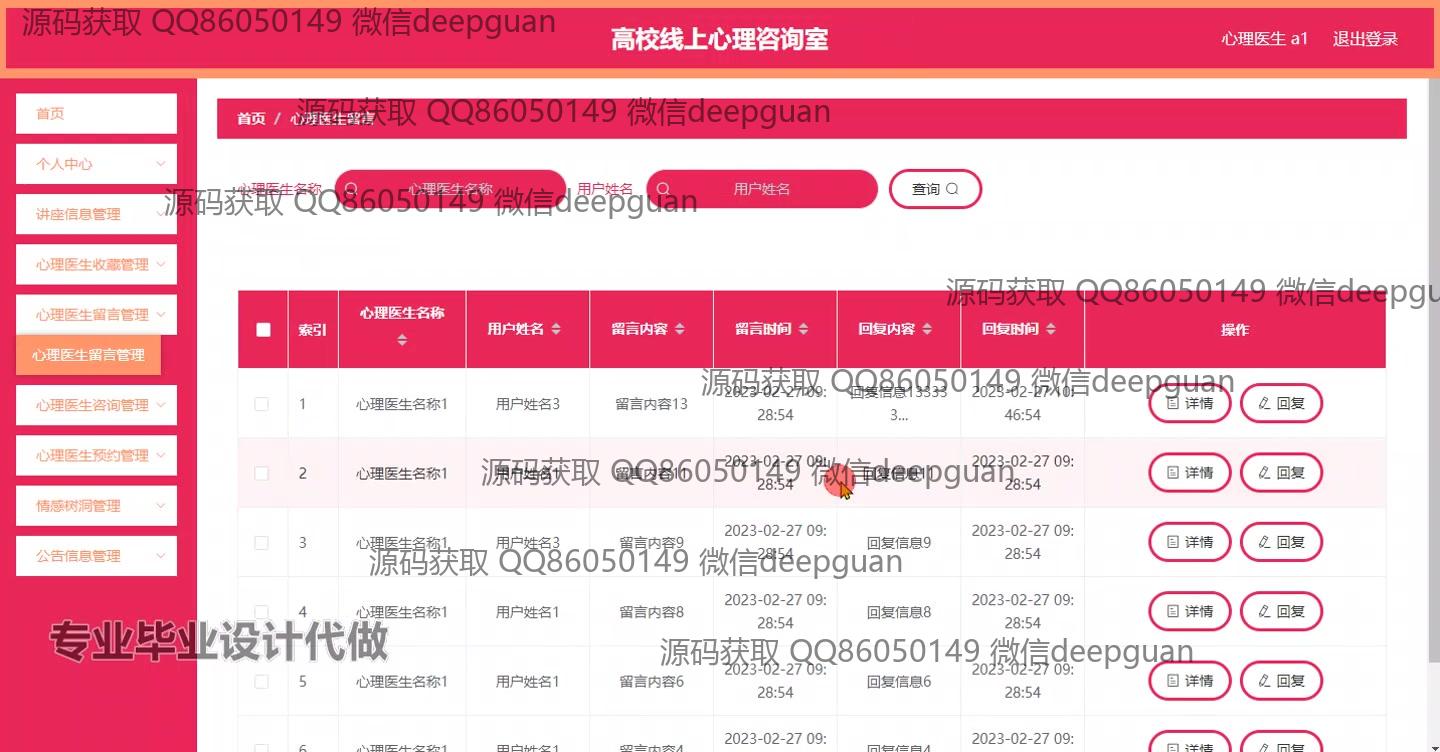 源码获取 QQ86050149 微信deepguan
高校线上心理咨询室
心理医生 a1 退出登录
首页
首页 / 心理医生留言
源码获取 QQ86050149 微信deepguan
个人中心
心理医生名称 心理医生名称 用户姓名 用户姓名 查询
源码获取 QQ86050149 微信deepguan
讲座信息管理
心理医生收藏管理
心理医生留言管理
心理医生留言管理
心理医生咨询管理
心理医生预约管理
情感树洞管理
公告信息管理
源码获取 QQ86050149 微信deepgu
索引 心理医生名称 用户姓名 留言内容 留言时间 回复内容 回复时间 操作
源码获取 QQ86050149 微信deepguan
1 心理医生名称1 用户姓名3 留言内容13 2023-02-27 09:28:54 回复信息133333... 2023-02-27 10:46:54 详情 回复
源码获取 QQ86050149 微信deepguan
2 心理医生名称1 用户姓名1 留言内容11 2023-02-27 09:28:54 2023-02-27 09:28:54 详情 回复
3 心理医生名称1 用户姓名3 留言内容9 2023-02-27 09:28:54 回复信息9 2023-02-27 09:28:54 详情 回复
源码获取 QQ86050149 微信deepguan
4 心理医生名称1 用户姓名1 留言内容8 2023-02-27 09:28:54 回复信息8 2023-02-27 09:28:54 详情 回复
专业毕业设计代做
源码获取 QQ86050149 微信deepguan
5 心理医生名称1 用户姓名1 留言内容6 2023-02-27 09:28:54 回复信息6 2023-02-27 09:28:54 详情 回复
6 心理医生名称1 用户姓名1 留言内容4 2023-02-27 09: 回复信息4 2023-02-27 09: 详情 回复